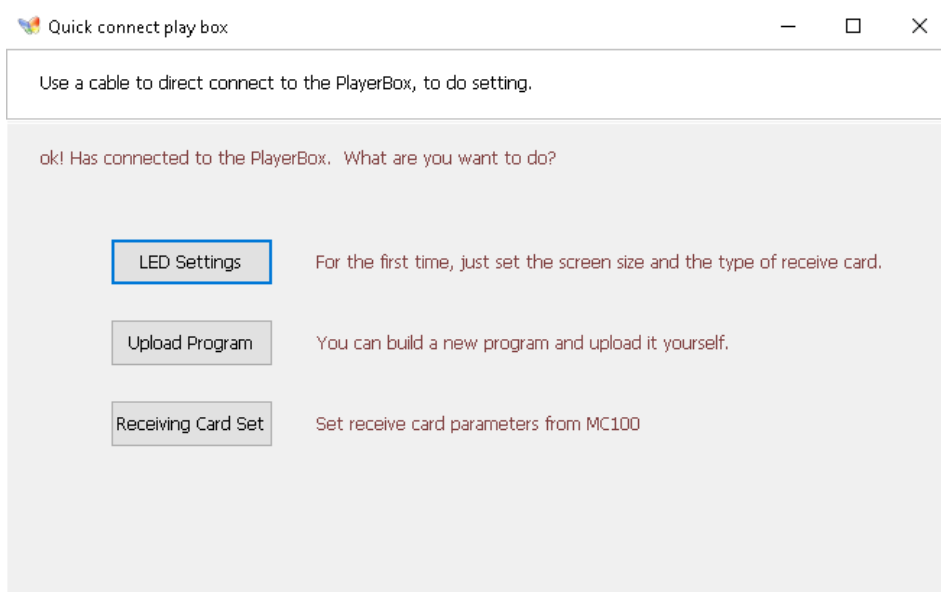 Quick connect play box
Use a cable to direct connect to the PlayerBox, to do setting.
ok! Has connected to the PlayerBox. What are you want to do?
LED Settings
For the first time, just set the screen size and the type of receive card.
Upload Program
You can build a new program and upload it yourself.
Receiving Card Set
Set receive card parameters from MC100